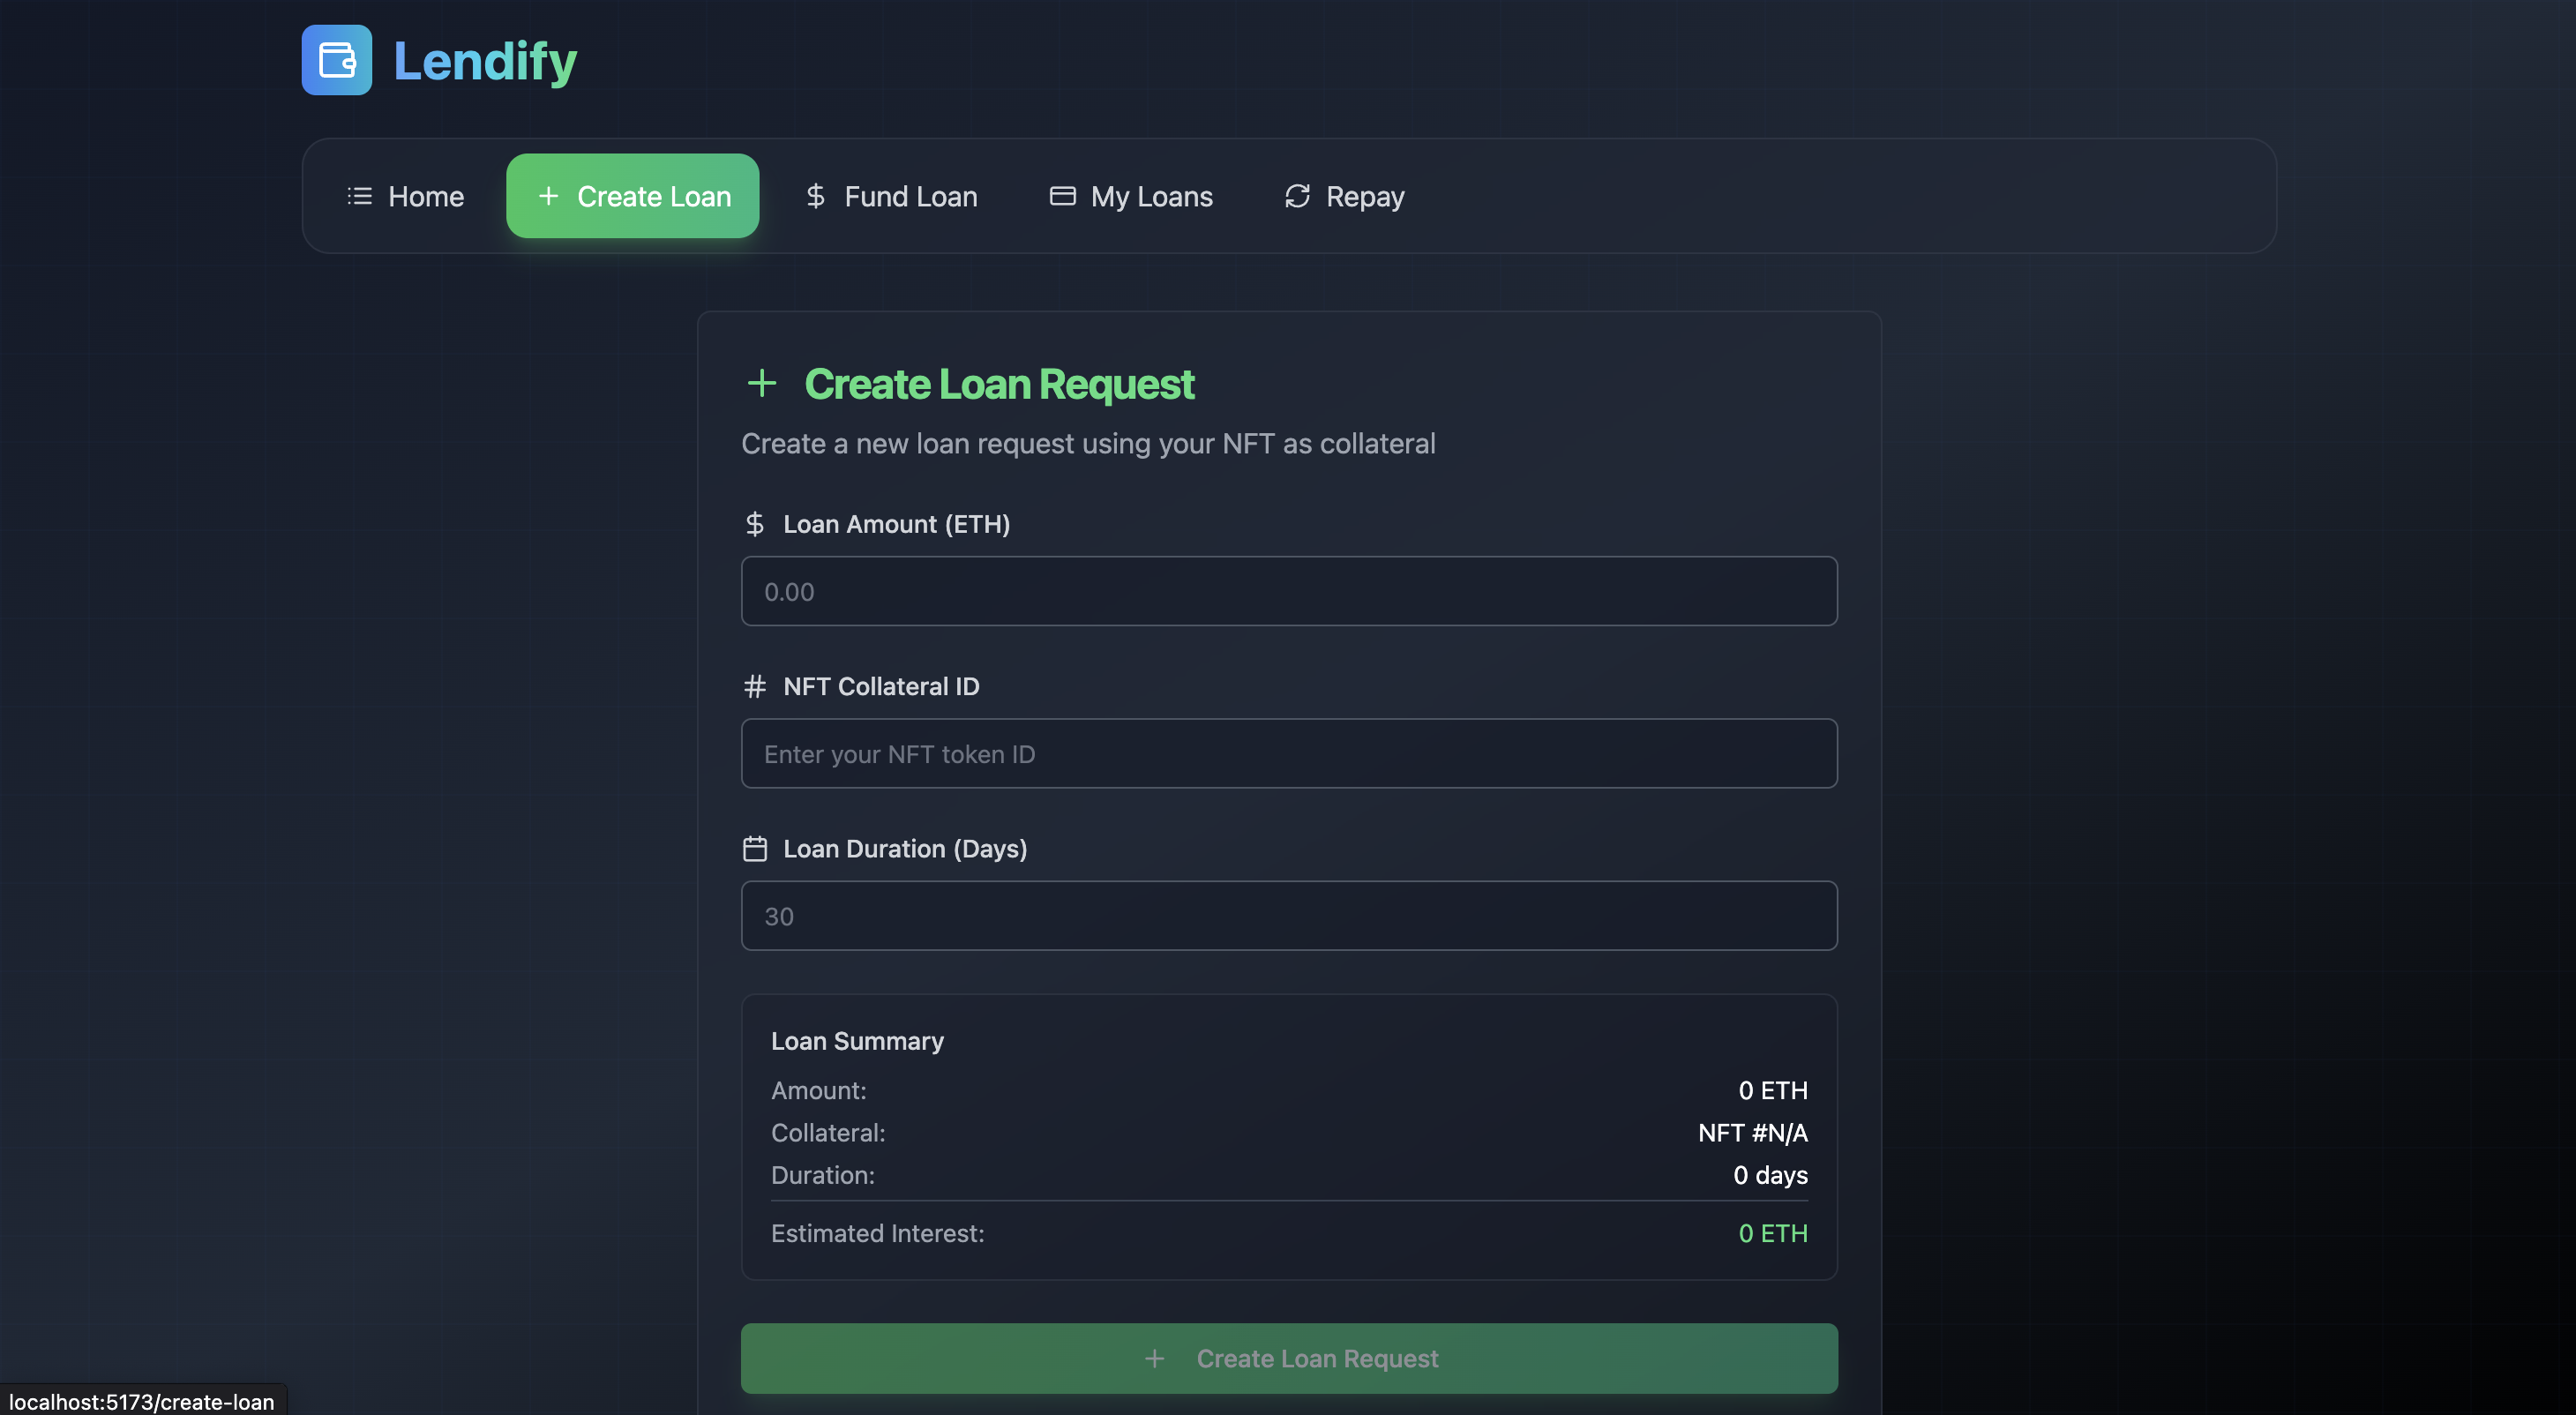 Lendify
Home
Create Loan
Fund Loan
My Loans
Repay
Create Loan Request
Create a new loan request using your NFT as collateral
Loan Amount (ETH)
0.00
NFT Collateral ID
Enter your NFT token ID
Loan Duration (Days)
30
Loan Summary
Amount: 0 ETH
Collateral: NFT #N/A
Duration: 0 days
Estimated Interest: 0 ETH
Create Loan Request
localhost:5173/create-loan